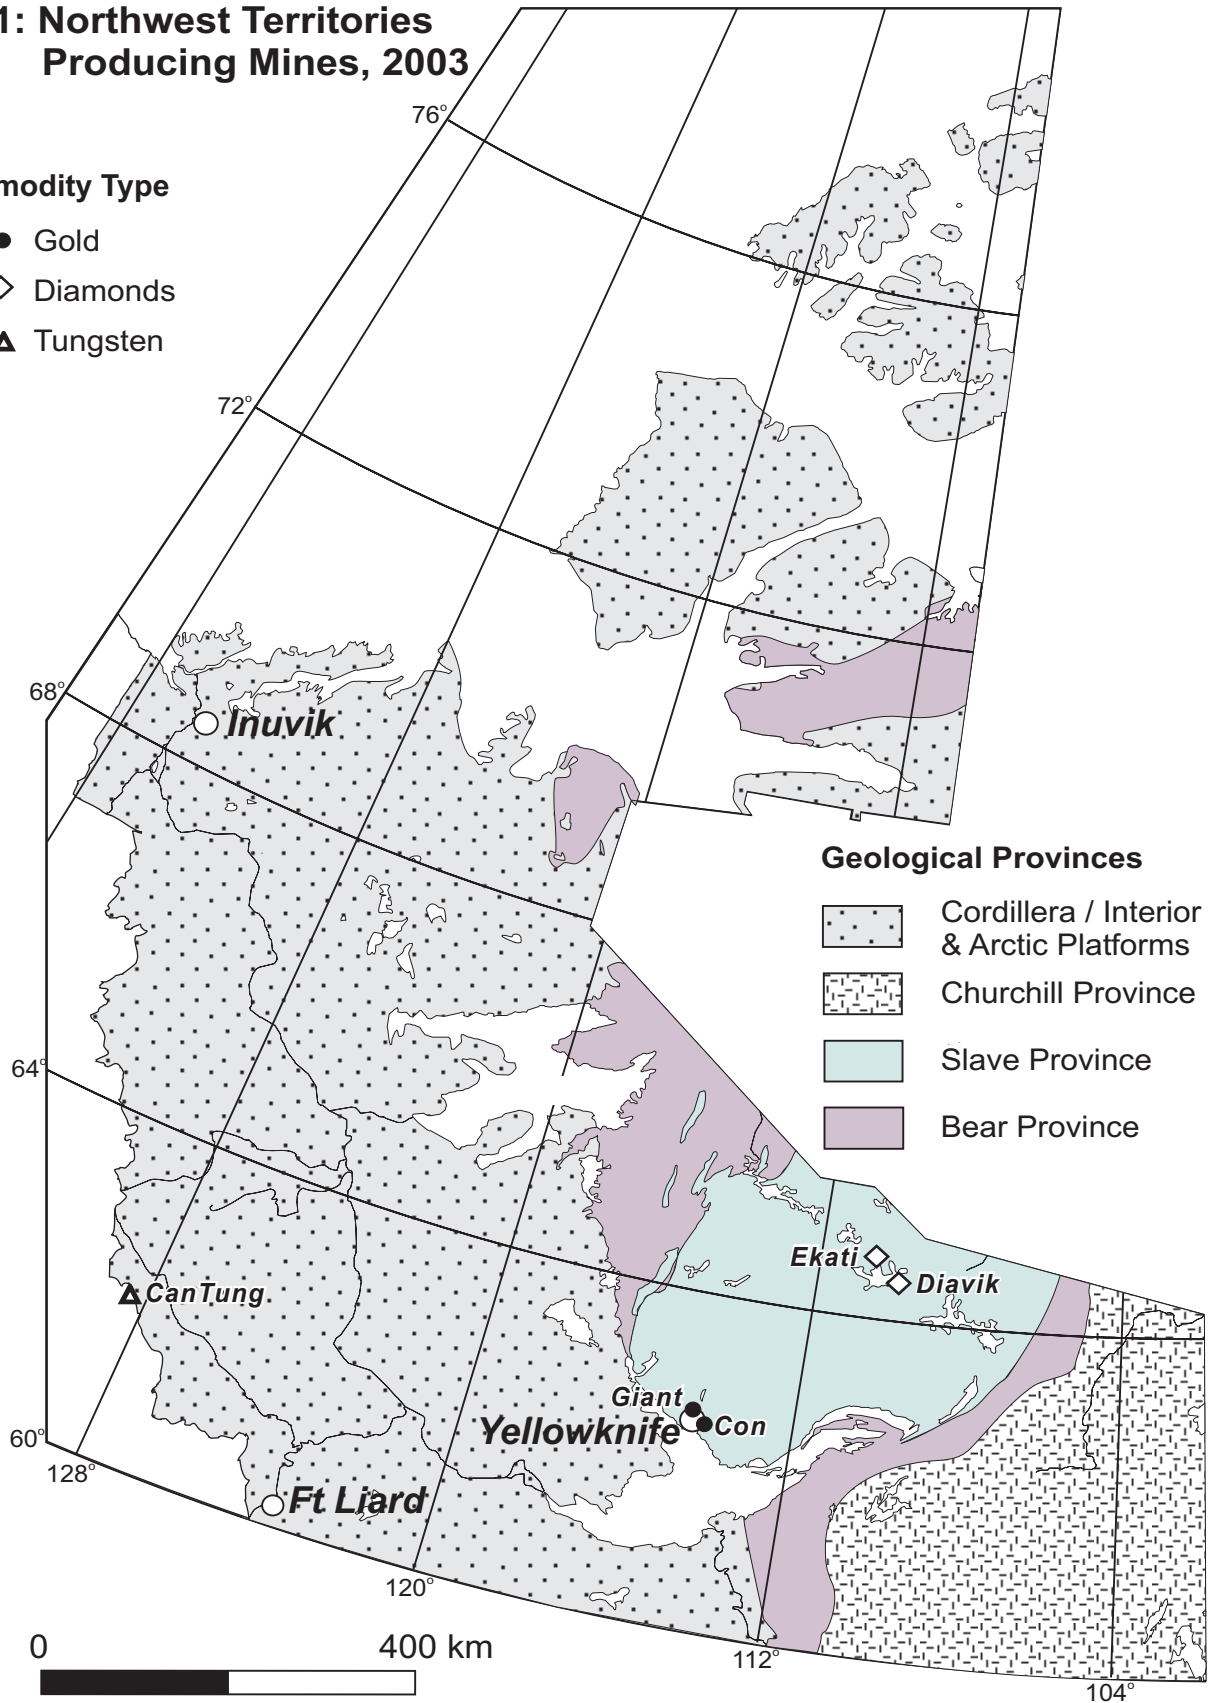 1: Northwest Territories
Producing Mines, 2003
modity Type
Gold
Diamonds
Tungsten
76°
72°
68°
Inuvik
Geological Provinces
Cordillera / Interior
& Arctic Platforms
Churchill Province
Slave Province
Bear Province
64°
Ekati
Diavik
CanTung
Giant
Yellowknife
Con
60°
128°
Ft Liard
120°
112°
104°
0 400 km